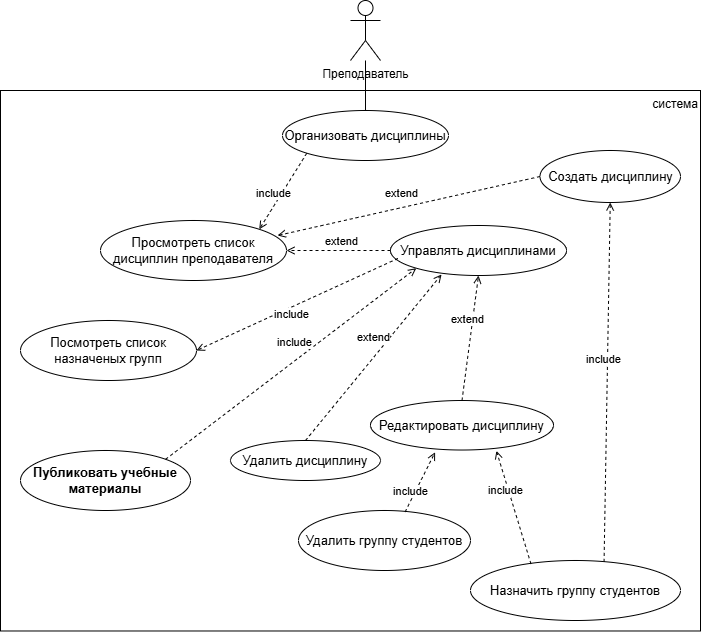 Преподаватель
система
Организовать дисциплины
include
extend
Создать дисциплину
Просмотреть список
дисциплин преподавателя
extend
Управлять дисциплинами
include
Посмотреть список
назначеных групп
include
extend
extend
include
Редактировать дисциплину
Публиковать учебные
материалы
Удалить дисциплину
include
include
Удалить группу студентов
Назначить группу студентов